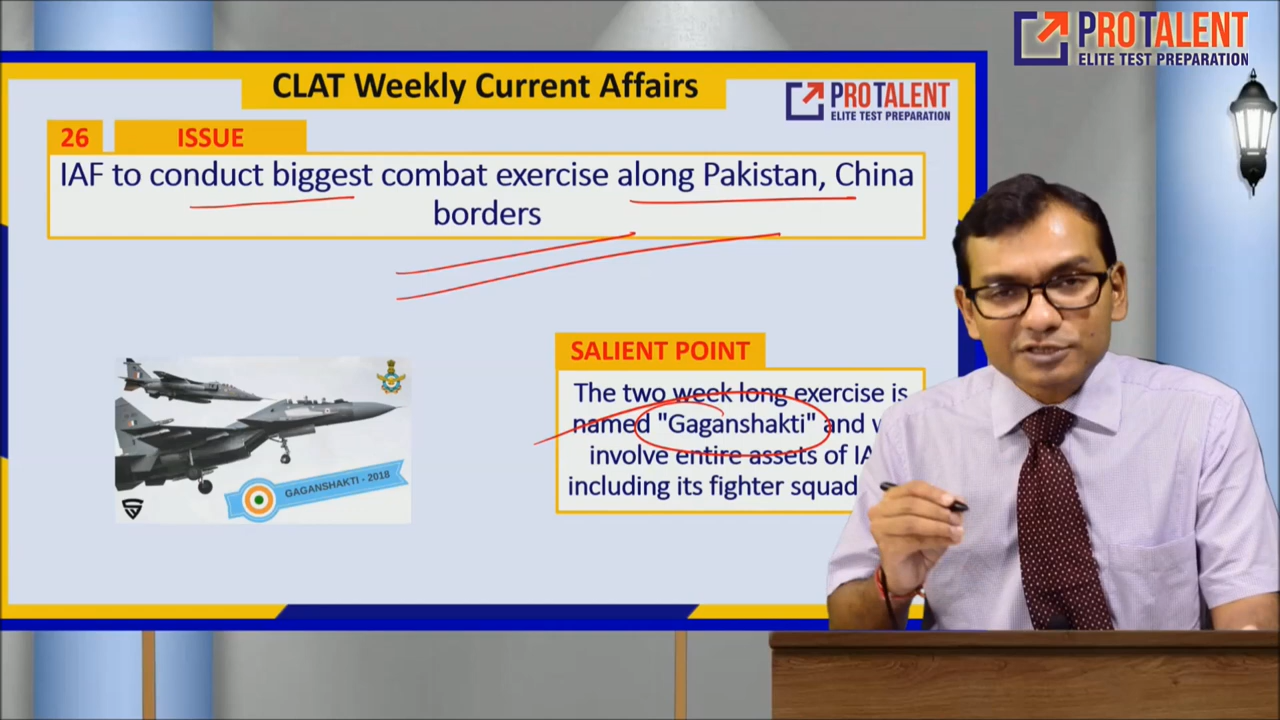 PROTALENT
ELITE TEST PREPARATION
CLAT Weekly Current Affairs
PROTALENT
ELITE TEST PREPARATION
26 ISSUE
IAF to conduct biggest combat exercise along Pakistan, China
borders
SALIENT POINT
The two week long exercise is
named "Gaganshakti" and
involve entire assets of
including its fighter
GAGANSHAKTI - 2018